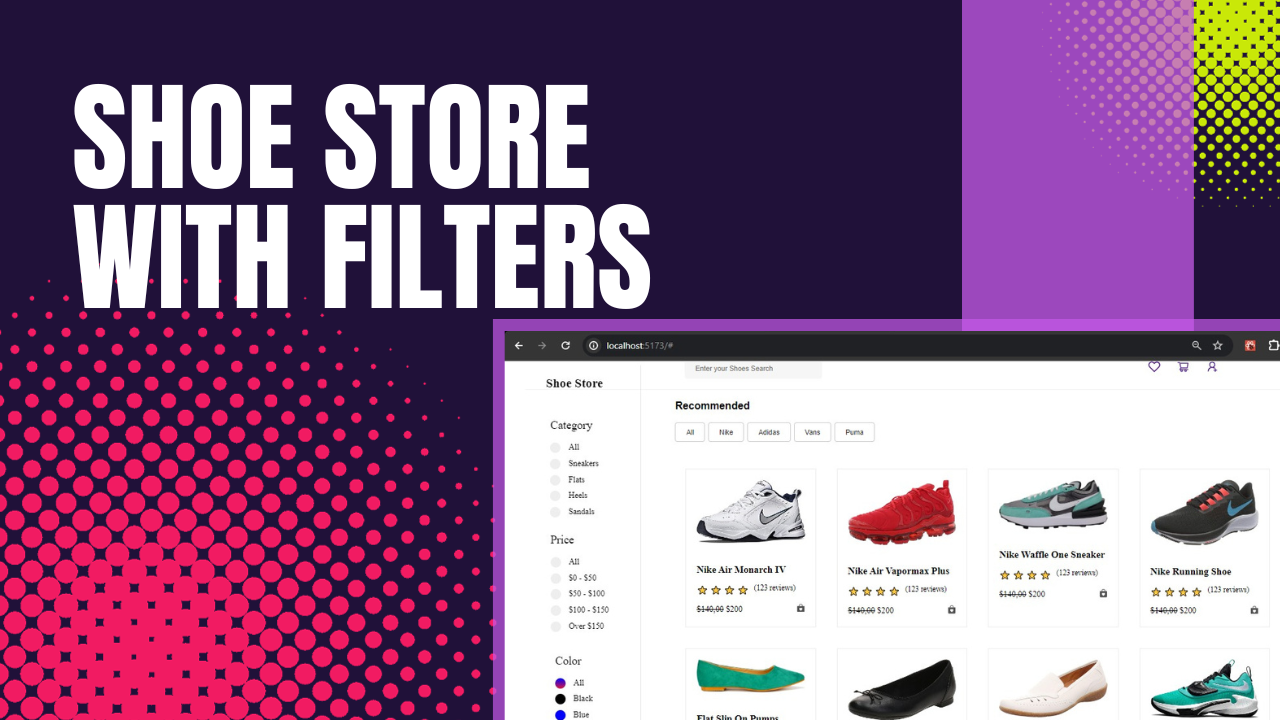 SHOE STORE
WITH FILTERS
localhost:5173/#
Enter your Shoes Search
Shoe Store
Recommended
All
Nike
Adidas
Vans
Puma
Category
All
Sneakers
Flats
Heels
Sandals
Price
All
$0 - $50
$50 - $100
$100 - $150
Over $150
Color
All
Black
Blue
Nike Air Monarch IV
(123 reviews)
$140,00 $200
Nike Air Vapormax Plus
(123 reviews)
$140,00 $200
Nike Waffle One Sneaker
(123 reviews)
$140,00 $200
Nike Running Shoe
(123 reviews)
$140,00 $200
Flat Slip On Pumps